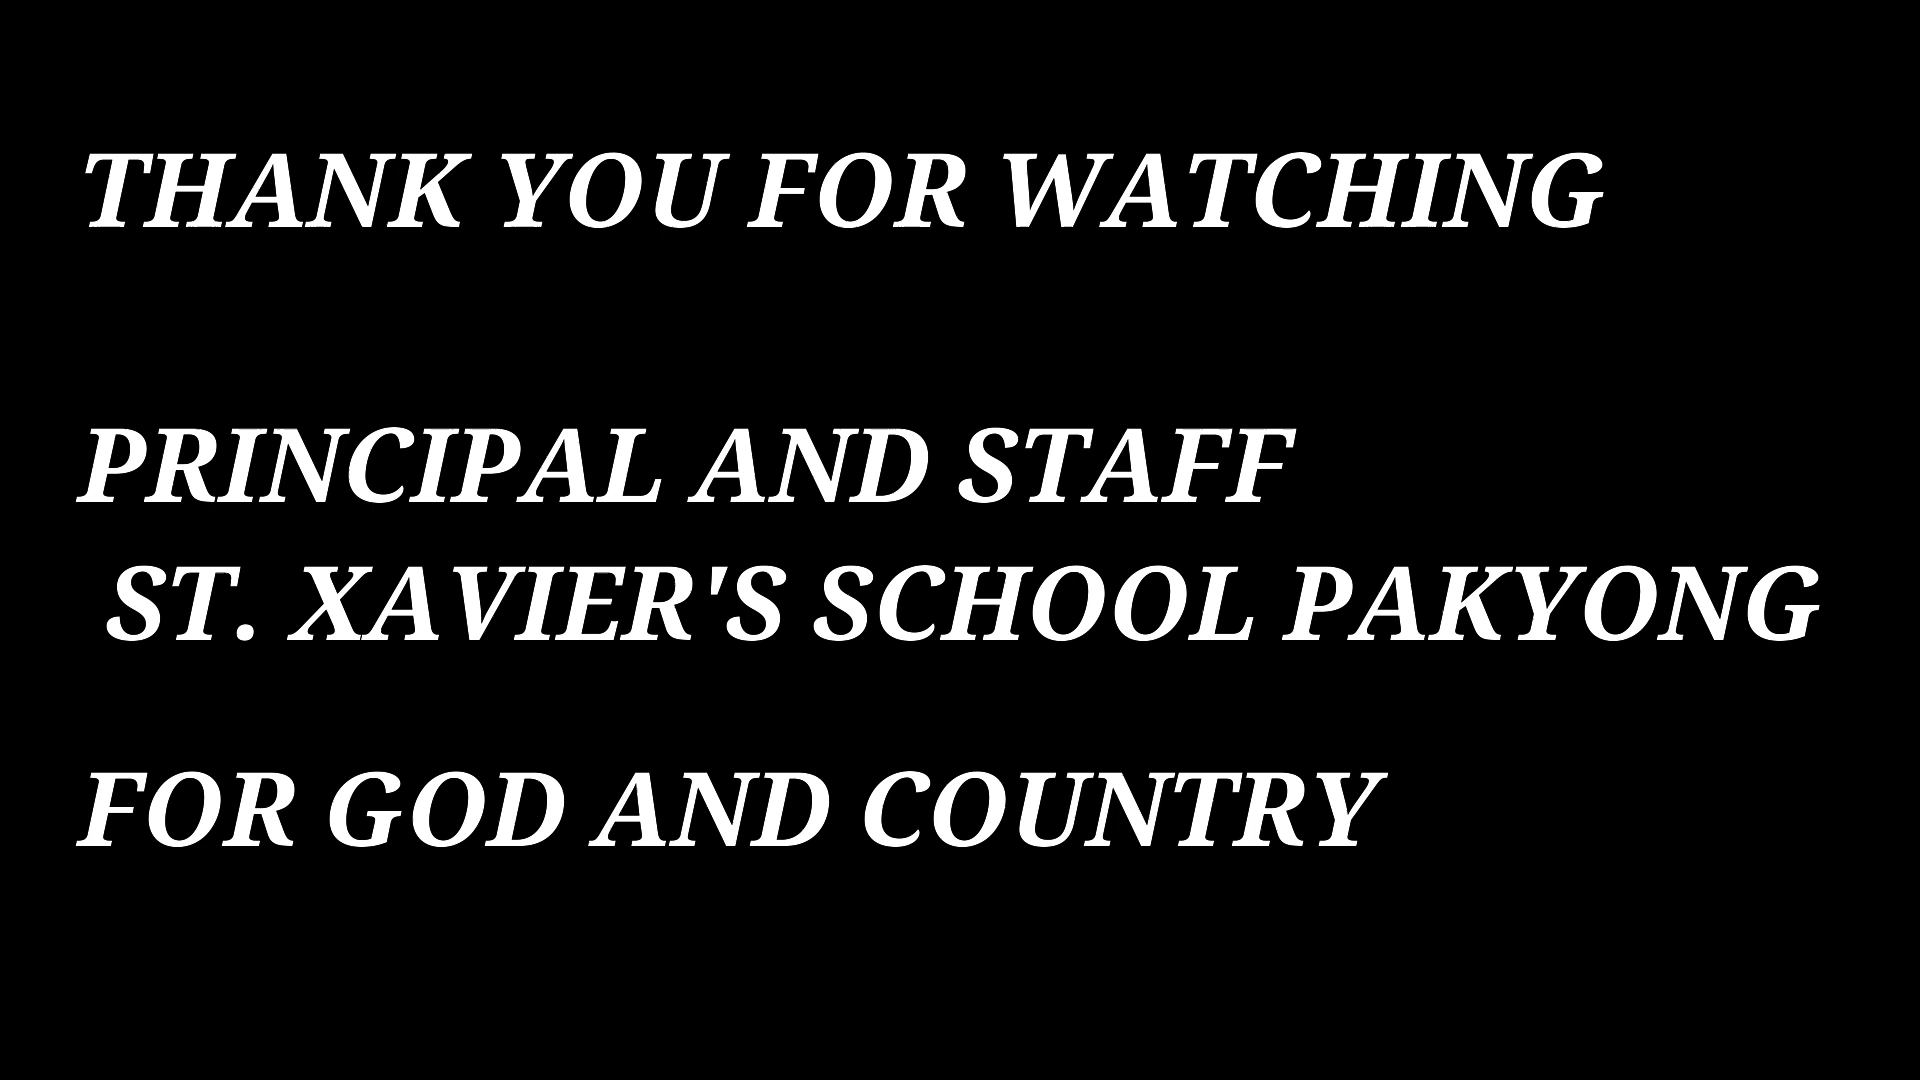 THANK YOU FOR WATCHING
PRINCIPAL AND STAFF
ST. XAVIER'S SCHOOL PAKYONG
FOR GOD AND COUNTRY